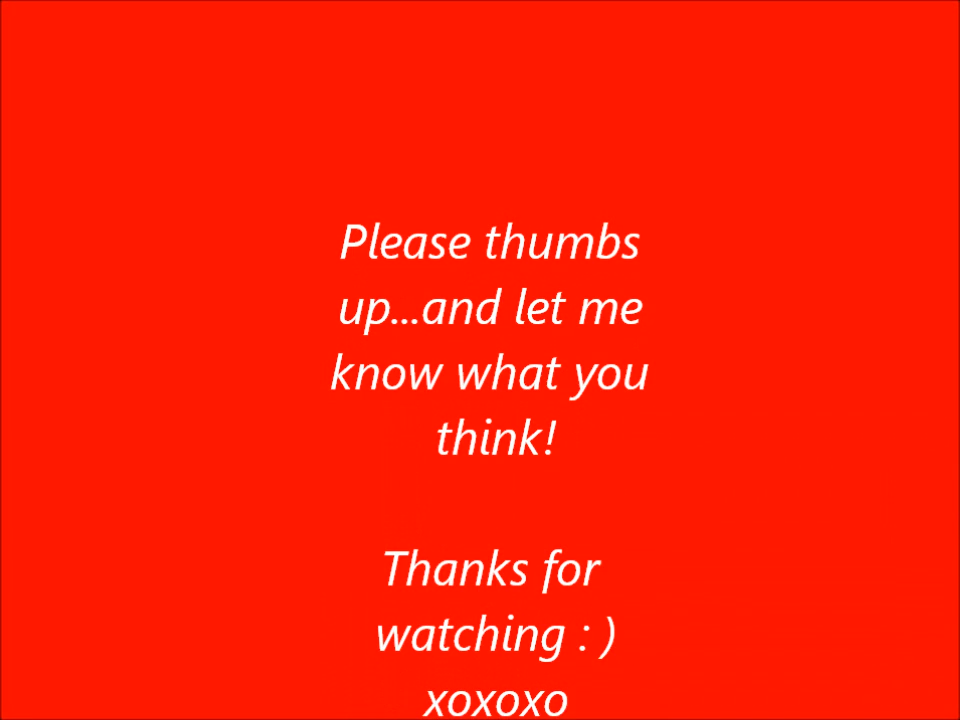 Please thumbs
up...and let me
know what you
think!
Thanks for
watching : )
xoxoxo